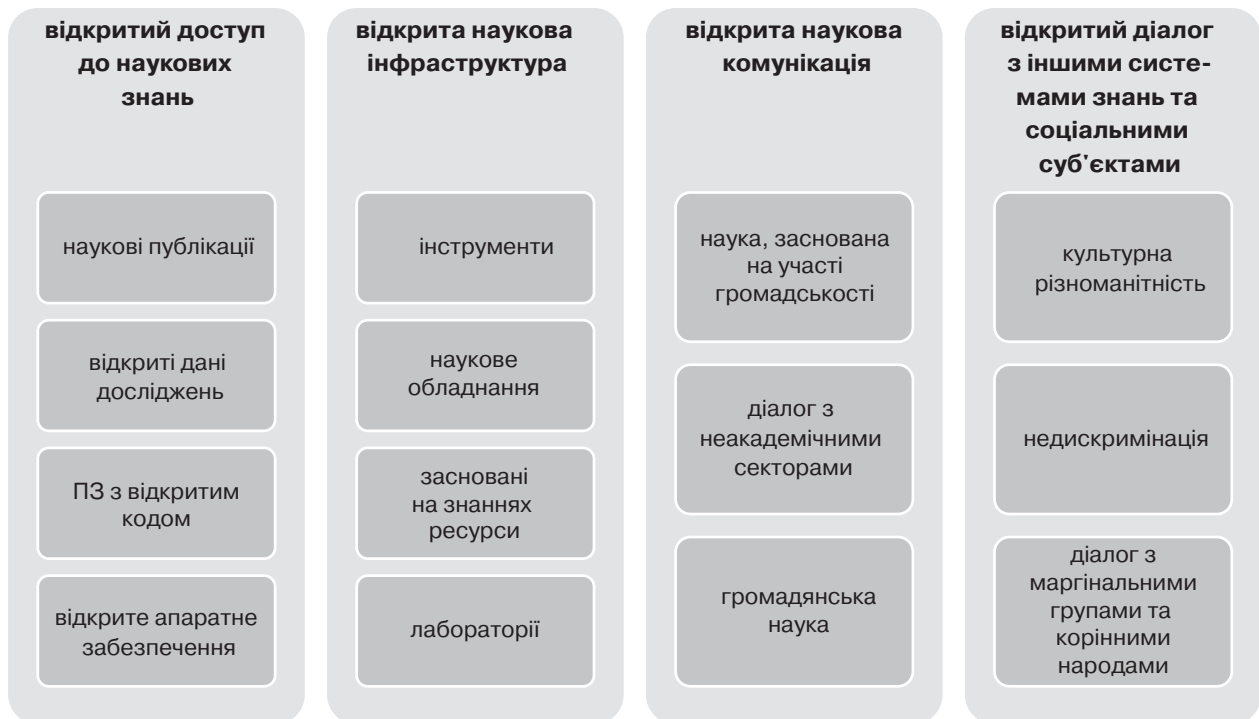 відкритий доступ
до наукових
знань
наукові публікації
відкриті дані
досліджень
ПЗ з відкритим
кодом
відкрите апаратне
забезпечення
відкрита наукова
інфраструктура
інструменти
наукове
обладнання
засновані
на знаннях
ресурси
лабораторії
відкрита наукова
комунікація
наука, заснована
на участі
громадськості
діалог з
неакадемічними
секторами
громадянська
наука
відкритий діалог
з іншими систе-
мами знань та
соціальними
суб'єктами
культурна
різноманітність
недискримінація
діалог з
маргінальними
групами та
корінними
народами